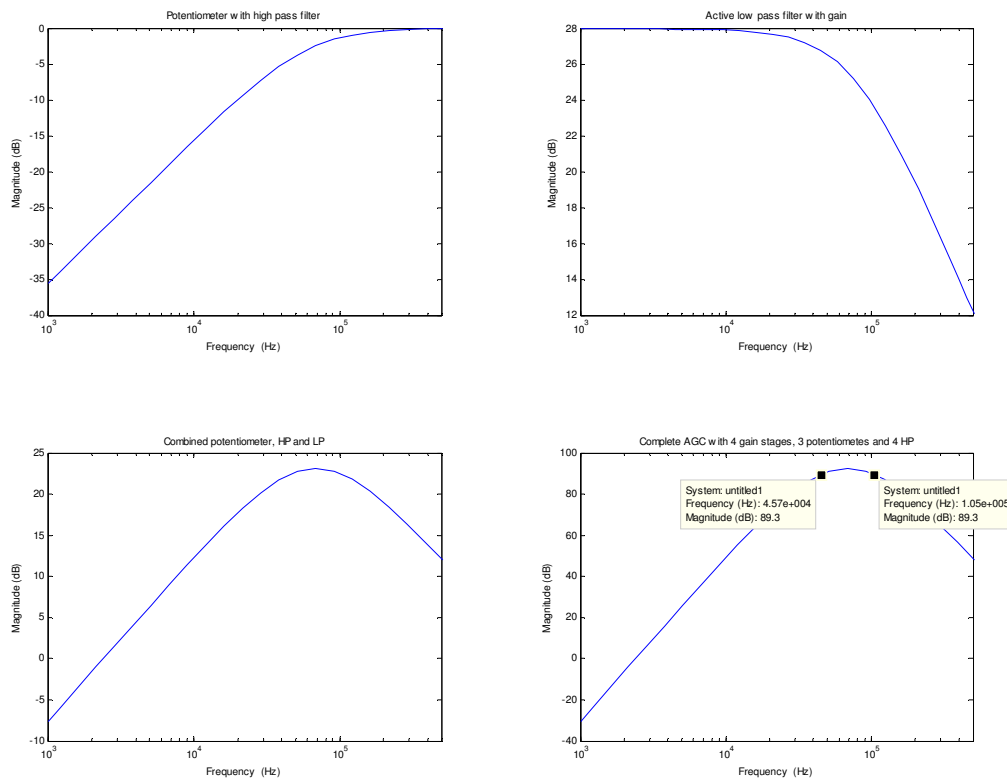 Potentiometer with high pass filter
0
-5
-10
-15
-20
-25
-30
-35
-40
Magnitude (dB)
10^3
10^4
10^5
Frequency (Hz)
Active low pass filter with gain
28
26
24
22
20
18
16
14
12
Magnitude (dB)
10^3
10^4
10^5
Frequency (Hz)
Combined potentiometer, HP and LP
25
20
15
10
5
0
-5
-10
Magnitude (dB)
10^3
10^4
10^5
Frequency (Hz)
Complete AGC with 4 gain stages, 3 potentiometes and 4 HP
100
80
60
40
20
0
-20
-40
Magnitude (dB)
System: untitled1
Frequency (Hz): 4.57e+004
Magnitude (dB): 89.3
System: untitled1
Frequency (Hz): 1.05e+005
Magnitude (dB): 89.3
10^3
10^4
10^5
Frequency (Hz)